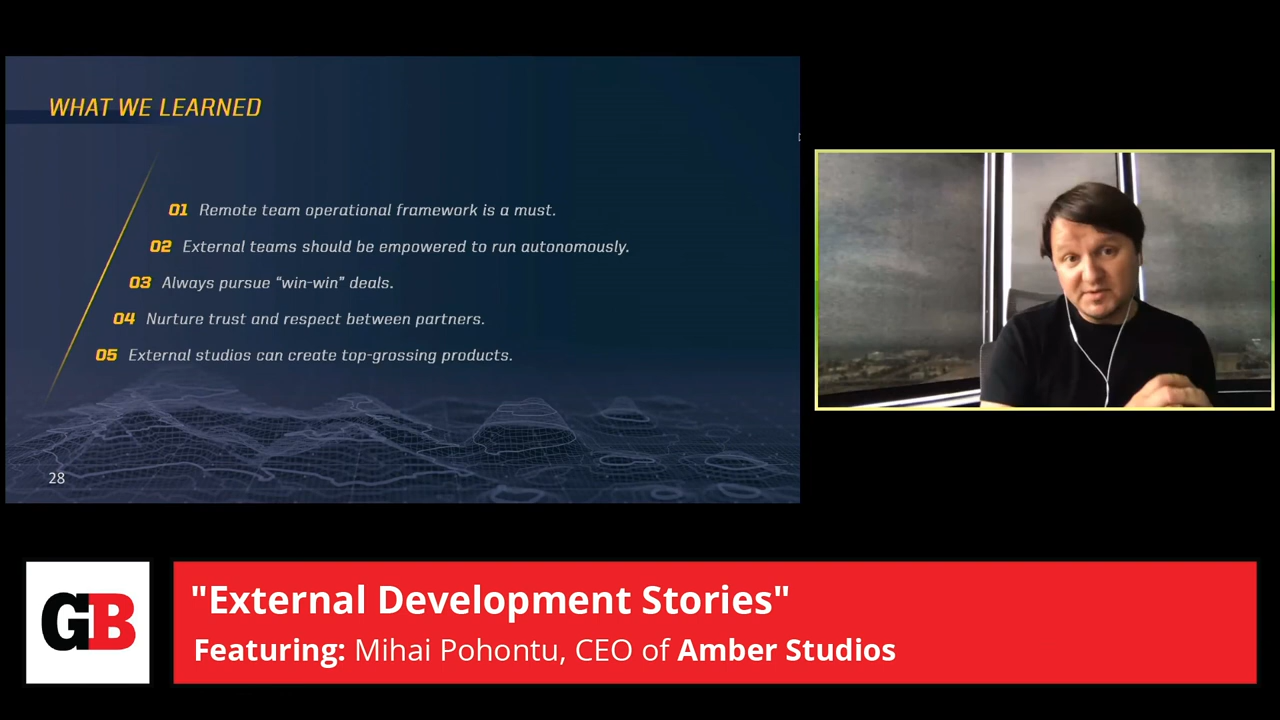 WHAT WE LEARNED
01 Remote team operational framework is a must.
02 External teams should be empowered to run autonomously.
03 Always pursue “win-win” deals.
04 Nurture trust and respect between partners.
05 External studios can create top-grossing products.
28
GB
"External Development Stories"
Featuring: Mihai Pohontu, CEO of Amber Studios